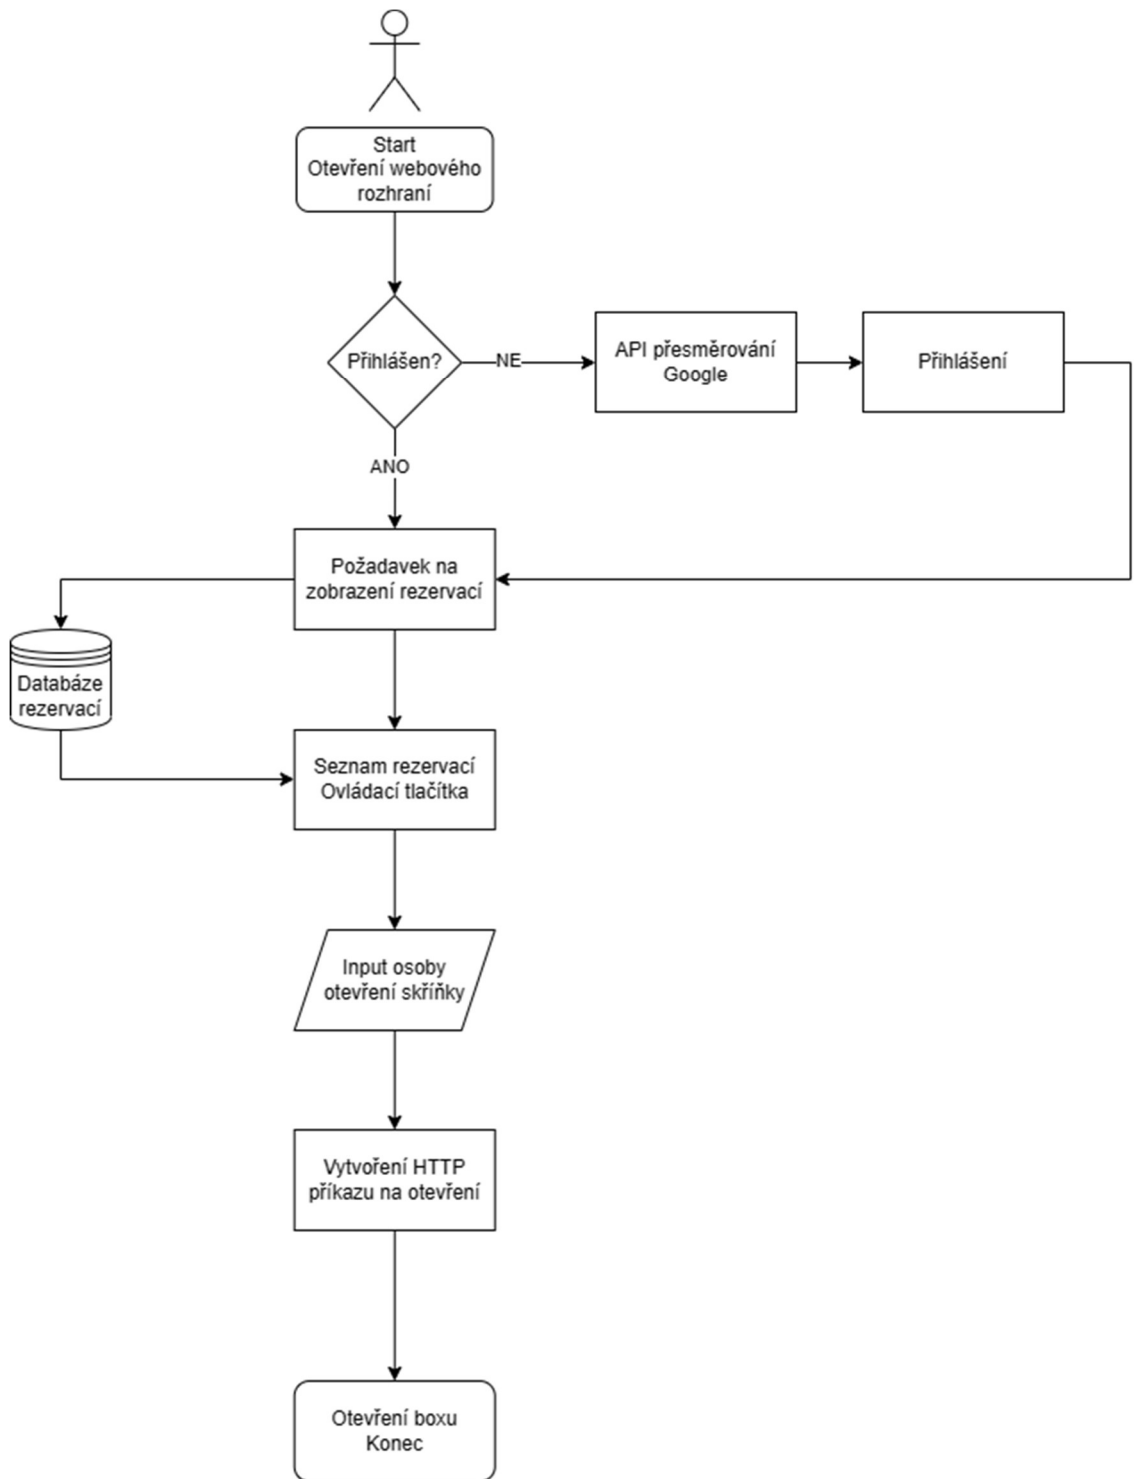 Start
Otevření webového
rozhraní
Přihlášen?
NE
API přesměrování
Google
Přihlášení
ANO
Požadavek na
zobrazení rezervací
Databáze
rezervací
Seznam rezervací
Ovládací tlačítka
Input osoby
otevření skříňky
Vytvoření HTTP
příkazu na otevření
Otevření boxu
Konec